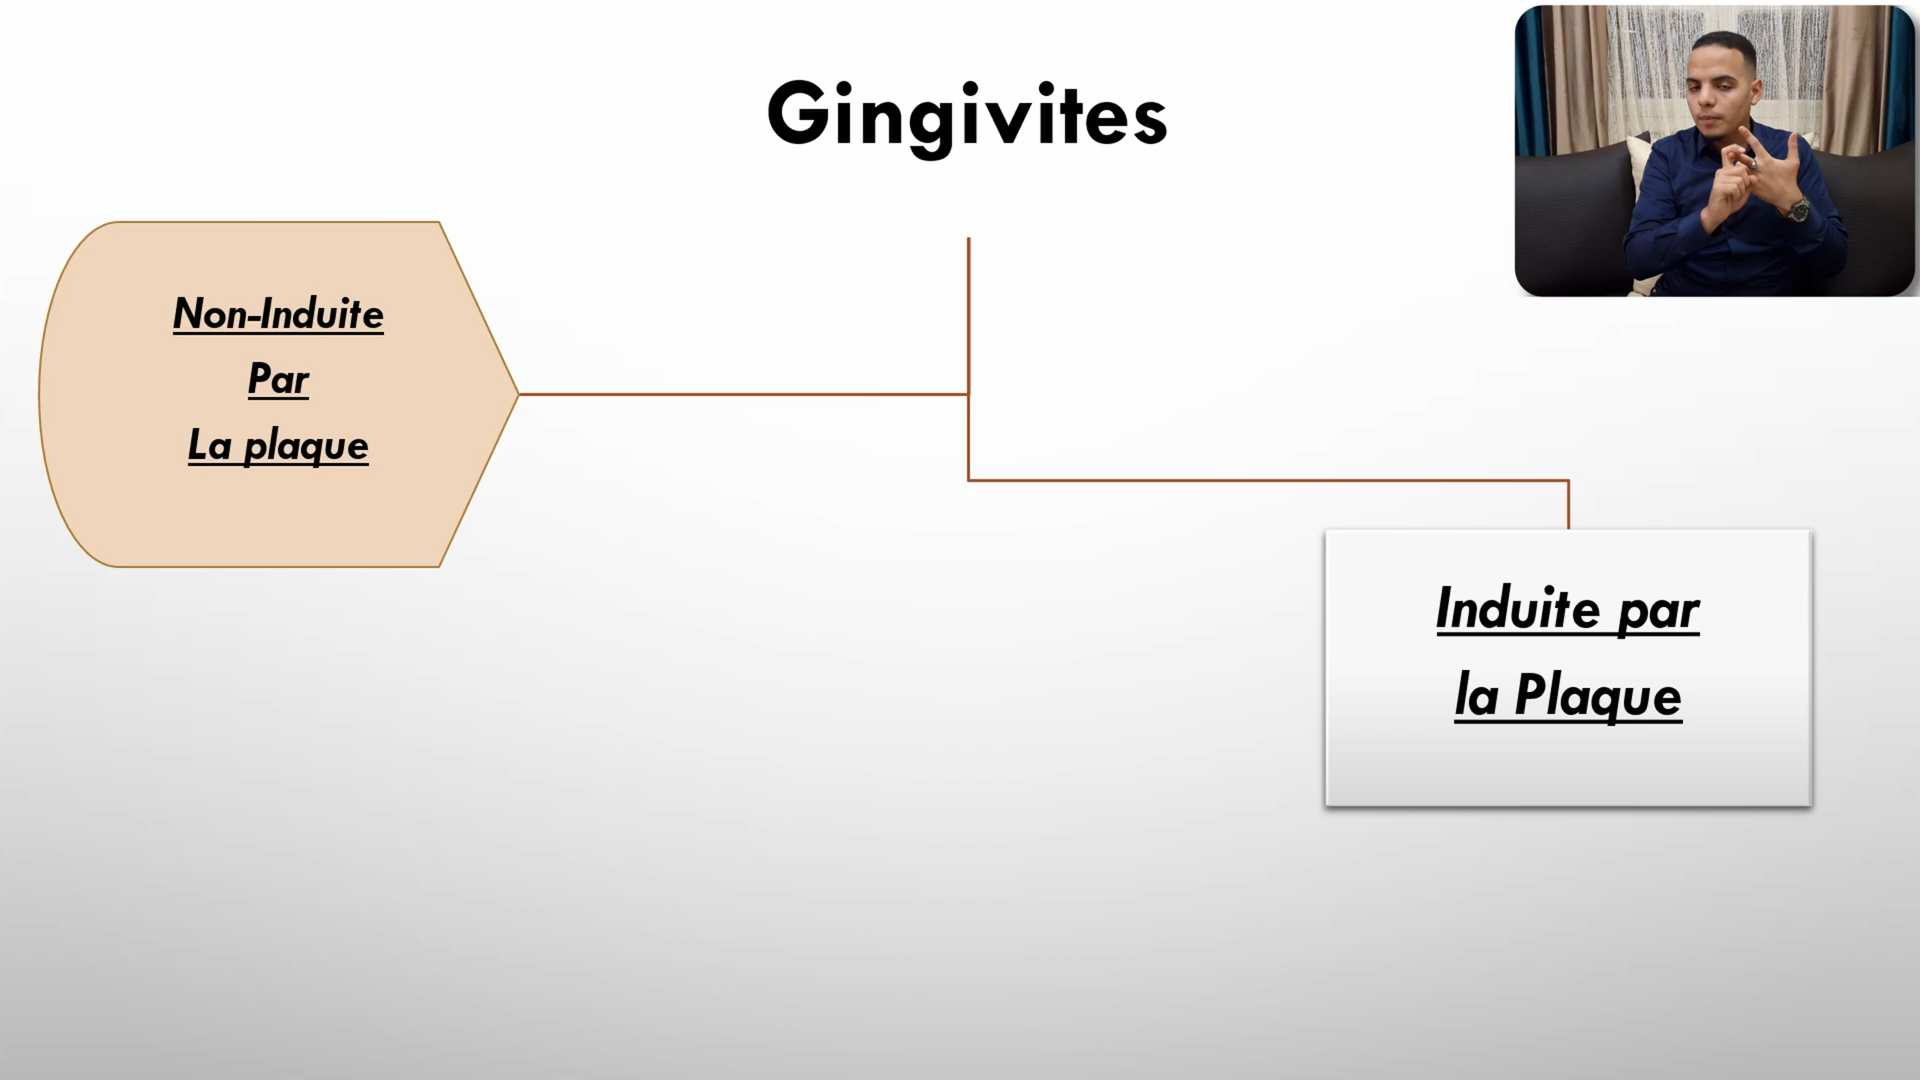 Gingivites
Non-Induite
Par
La plaque
Induite par
la Plaque